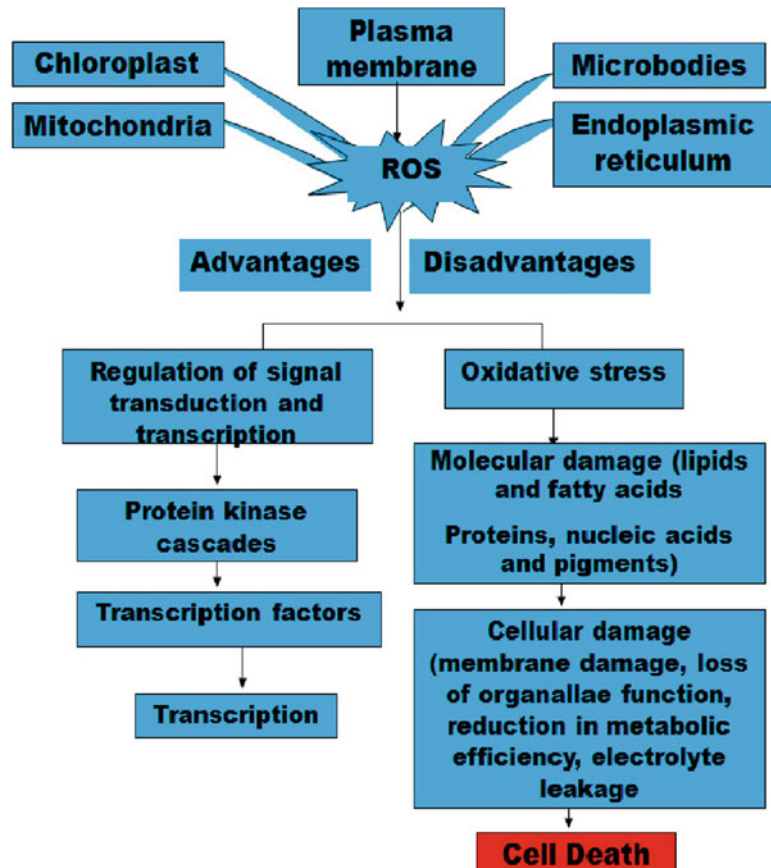 Plasma
membrane
Chloroplast
Microbodies
Mitochondria
Endoplasmic
reticulum
ROS
Advantages
Disadvantages
Regulation of signal
transduction and
transcription
Protein kinase
cascades
Transcription factors
Transcription
Oxidative stress
Molecular damage (lipids
and fatty acids
Proteins, nucleic acids
and pigments)
Cellular damage
(membrane damage, loss
of organallae function,
reduction in metabolic
efficiency, electrolyte
leakage
Cell Death